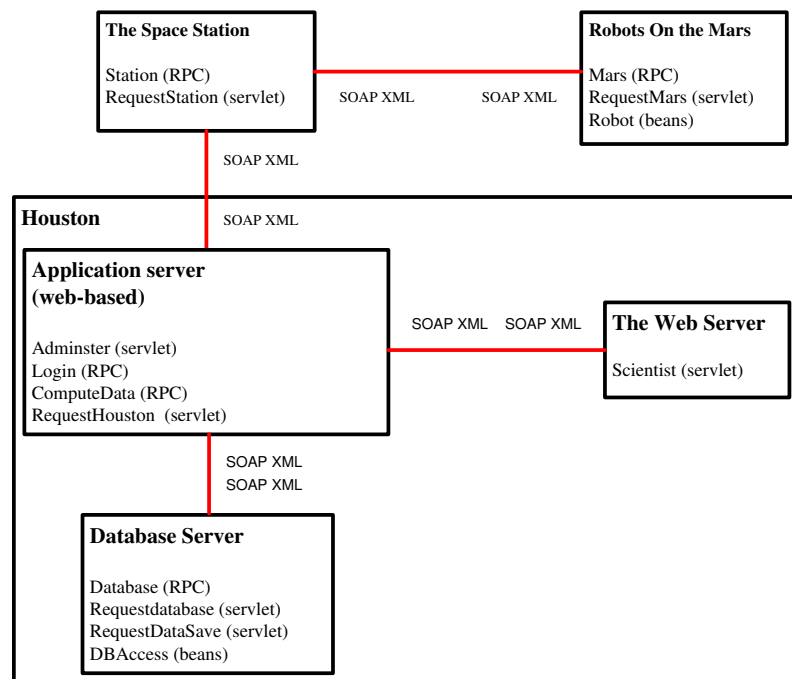 The Space Station
Station (RPC)
RequestStation (servlet)
Robots On the Mars
Mars (RPC)
RequestMars (servlet)
Robot (beans)
SOAP XML
SOAP XML
SOAP XML
SOAP XML
Houston
Application server
(web-based)
Adminster (servlet)
Login (RPC)
ComputeData (RPC)
RequestHouston (servlet)
SOAP XML SOAP XML
The Web Server
Scientist (servlet)
SOAP XML
SOAP XML
Database Server
Database (RPC)
Requestdatabase (servlet)
RequestDataSave (servlet)
DBAccess (beans)